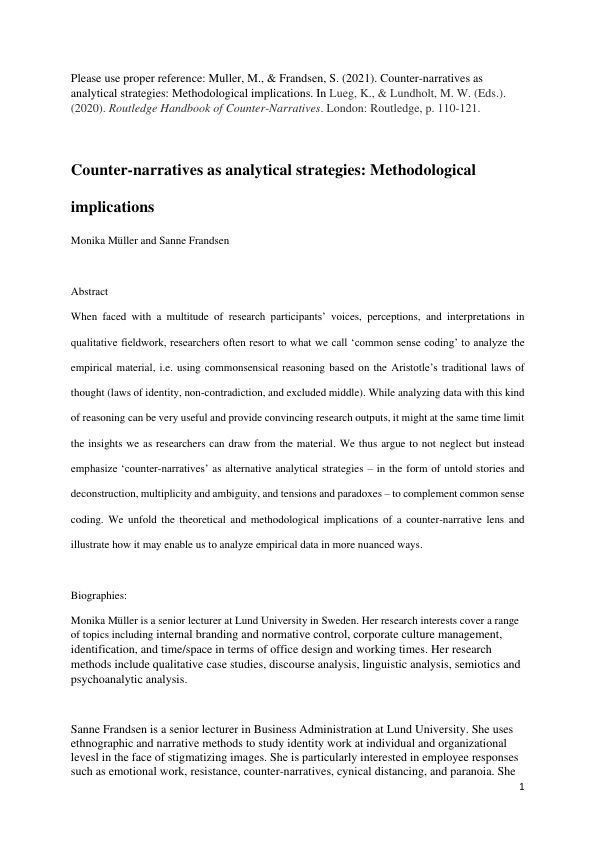 Please use proper reference: Muller, M., & Frandsen, S. (2021). Counter-narratives as
analytical strategies: Methodological implications. In Lueg, K., & Lundholt, M. W. (Eds.).
(2020). Routledge Handbook of Counter-Narratives. London: Routledge, p. 110-121.
Counter-narratives as analytical strategies: Methodological
implications
Monika Müller and Sanne Frandsen
Abstract
When faced with a multitude of research participants’ voices, perceptions, and interpretations in
qualitative fieldwork, researchers often resort to what we call ‘common sense coding’ to analyze the
empirical material, i.e. using commonsensical reasoning based on the Aristotle’s traditional laws of
thought (laws of identity, non-contradiction, and excluded middle). While analyzing data with this kind
of reasoning can be very useful and provide convincing research outputs, it might at the same time limit
the insights we as researchers can draw from the material. We thus argue to not neglect but instead
emphasize ‘counter-narratives’ as alternative analytical strategies – in the form of untold stories and
deconstruction, multiplicity and ambiguity, and tensions and paradoxes – to complement common sense
coding. We unfold the theoretical and methodological implications of a counter-narrative lens and
illustrate how it may enable us to analyze empirical data in more nuanced ways.
Biographies:
Monika Müller is a senior lecturer at Lund University in Sweden. Her research interests cover a range
of topics including internal branding and normative control, corporate culture management,
identification, and time/space in terms of office design and working times. Her research
methods include qualitative case studies, discourse analysis, linguistic analysis, semiotics and
psychoanalytic analysis.
Sanne Frandsen is a senior lecturer in Business Administration at Lund University. She uses
ethnographic and narrative methods to study identity work at individual and organizational
levesl in the face of stigmatizing images. She is particularly interested in employee responses
such as emotional work, resistance, counter-narratives, cynical distancing, and paranoia. She
1